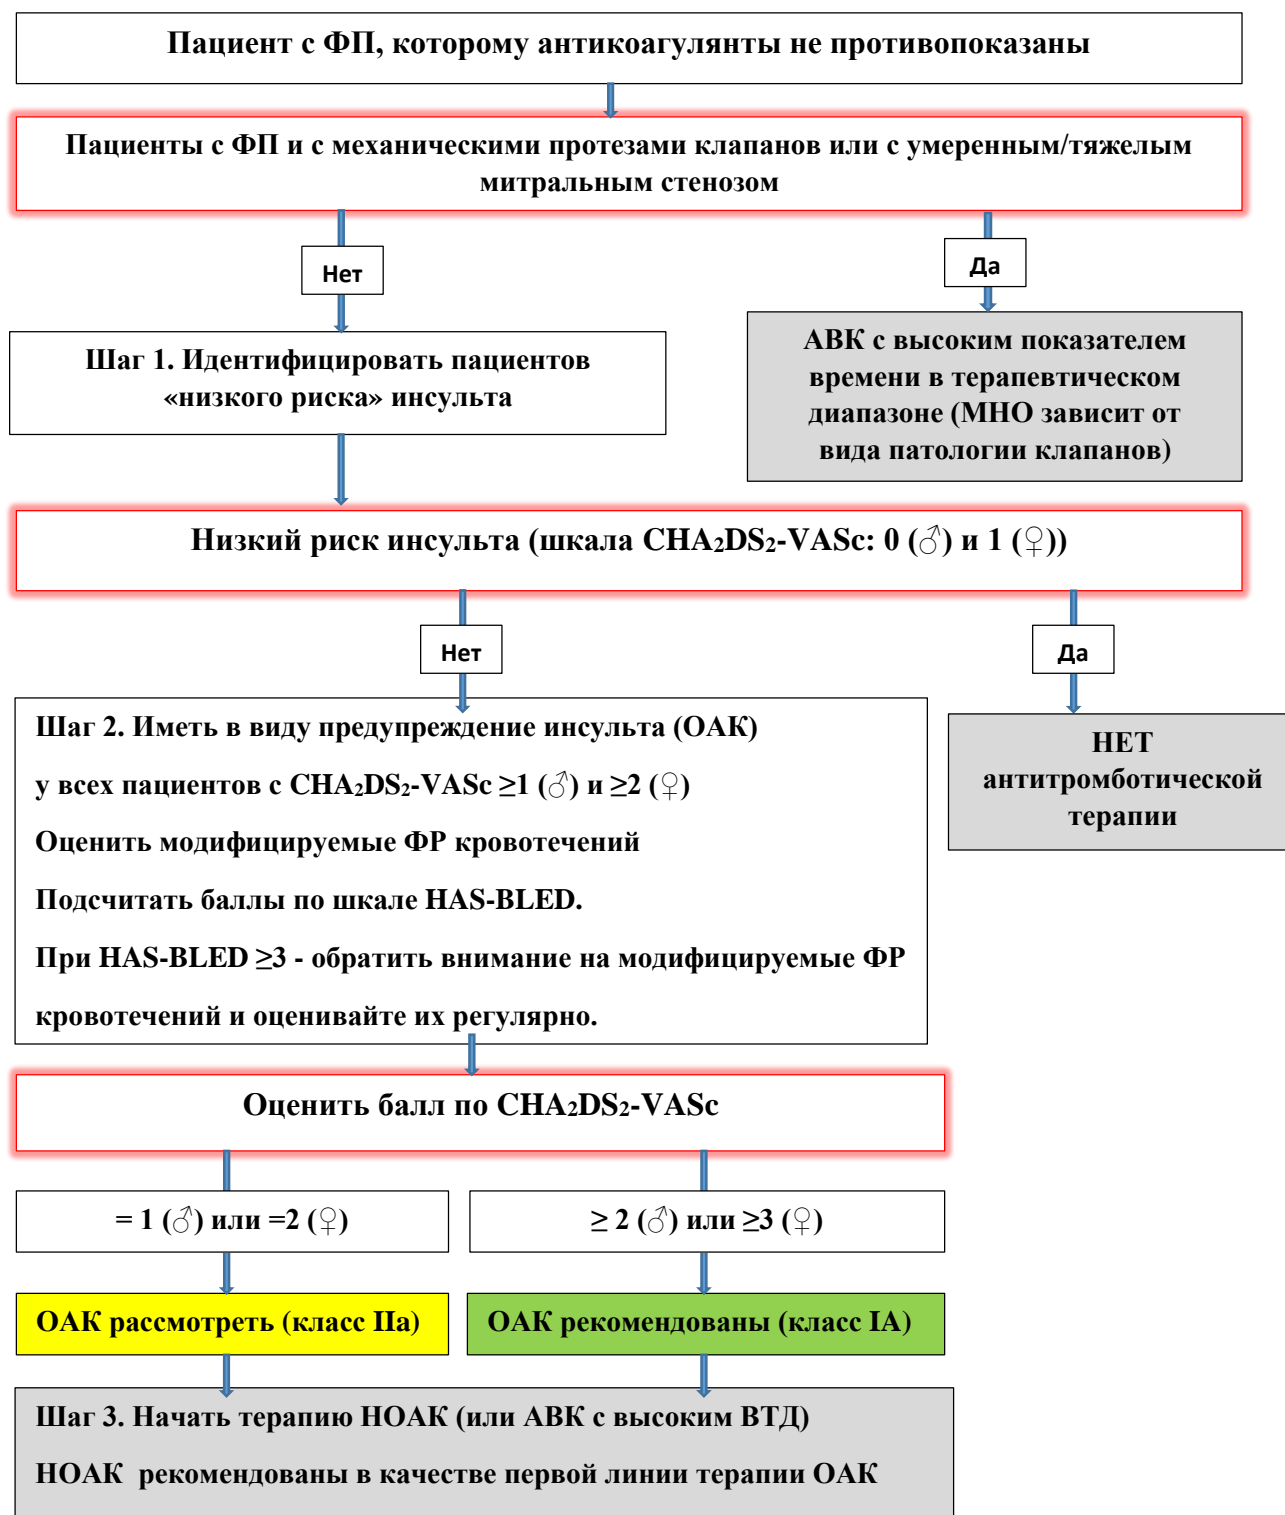 Пациент с ФП, которому антикоагулянты не противопоказаны
Пациенты с ФП и с механическими протезами клапанов или с умеренным/тяжелым
митральным стенозом
Нет
Да
Шаг 1. Идентифицировать пациентов
«низкого риска» инсульта
АВК с высоким показателем
времени в терапевтическом
диапазоне (МНО зависит от
вида патологии клапанов)
Низкий риск инсульта (шкала CHA₂DS₂-VASc: 0 (♂) и 1 (♀))
Нет
Да
Шаг 2. Иметь в виду предупреждение инсульта (ОАК)
у всех пациентов с CHA₂DS₂-VASc ≥1 (♂) и ≥2 (♀)
Оценить модифицируемые ФР кровотечений
Подсчитать баллы по шкале HAS-BLED.
При HAS-BLED ≥3 - обратить внимание на модифицируемые ФР
кровотечений и оценивайте их регулярно.
НЕТ
антитромботической
терапии
Оценить балл по CHA₂DS₂-VASc
= 1 (♂) или =2 (♀)
≥ 2 (♂) или ≥3 (♀)
ОАК рассмотреть (класс IIа)
ОАК рекомендованы (класс IА)
Шаг 3. Начать терапию НОАК (или АВК с высоким ВТД)
НОАК рекомендованы в качестве первой линии терапии ОАК